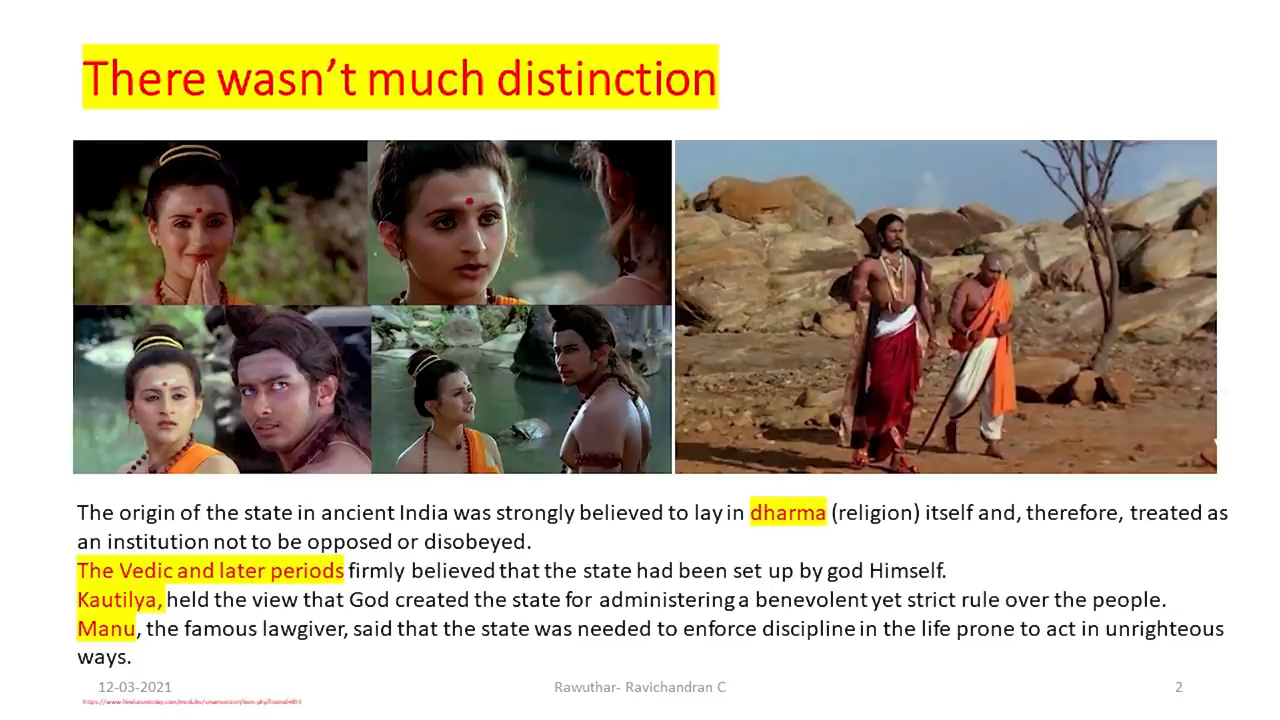 There wasn’t much distinction
The origin of the state in ancient India was strongly believed to lay in dharma (religion) itself and, therefore, treated as
an institution not to be opposed or disobeyed.
The Vedic and later periods firmly believed that the state had been set up by god Himself.
Kautilya, held the view that God created the state for administering a benevolent yet strict rule over the people.
Manu, the famous lawgiver, said that the state was needed to enforce discipline in the life prone to act in unrighteous
ways.
12-03-2021
Rawuthar- Ravichandran C
2